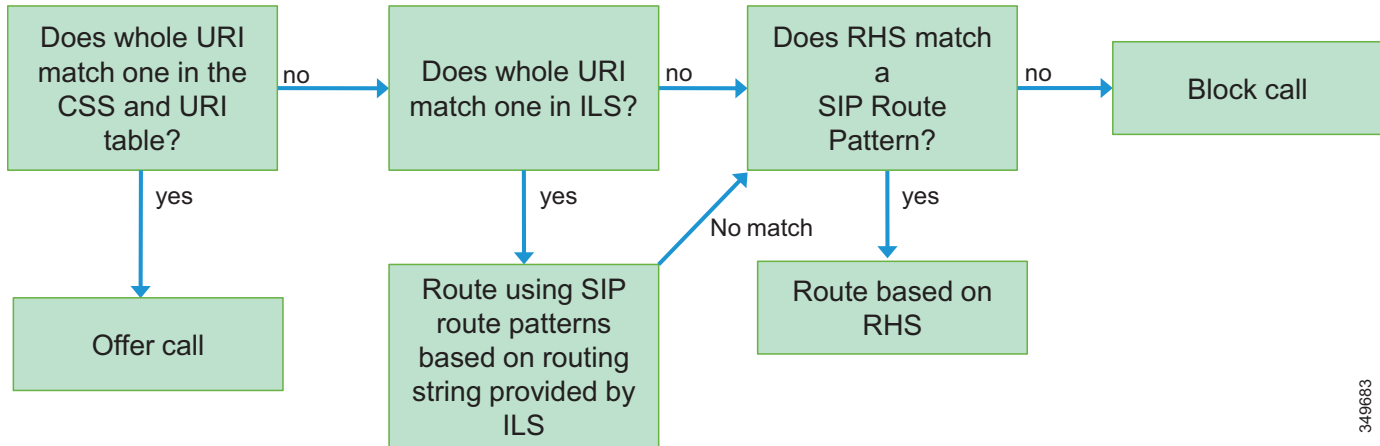 Does whole URI
match one in the
CSS and URI
table?
no
Does whole URI
match one in ILS?
no
Does RHS match
a
SIP Route
Pattern?
no
Block call
yes
yes
yes
No match
Offer call
Route using SIP
route patterns
based on routing
string provided by
ILS
Route based on
RHS
349683